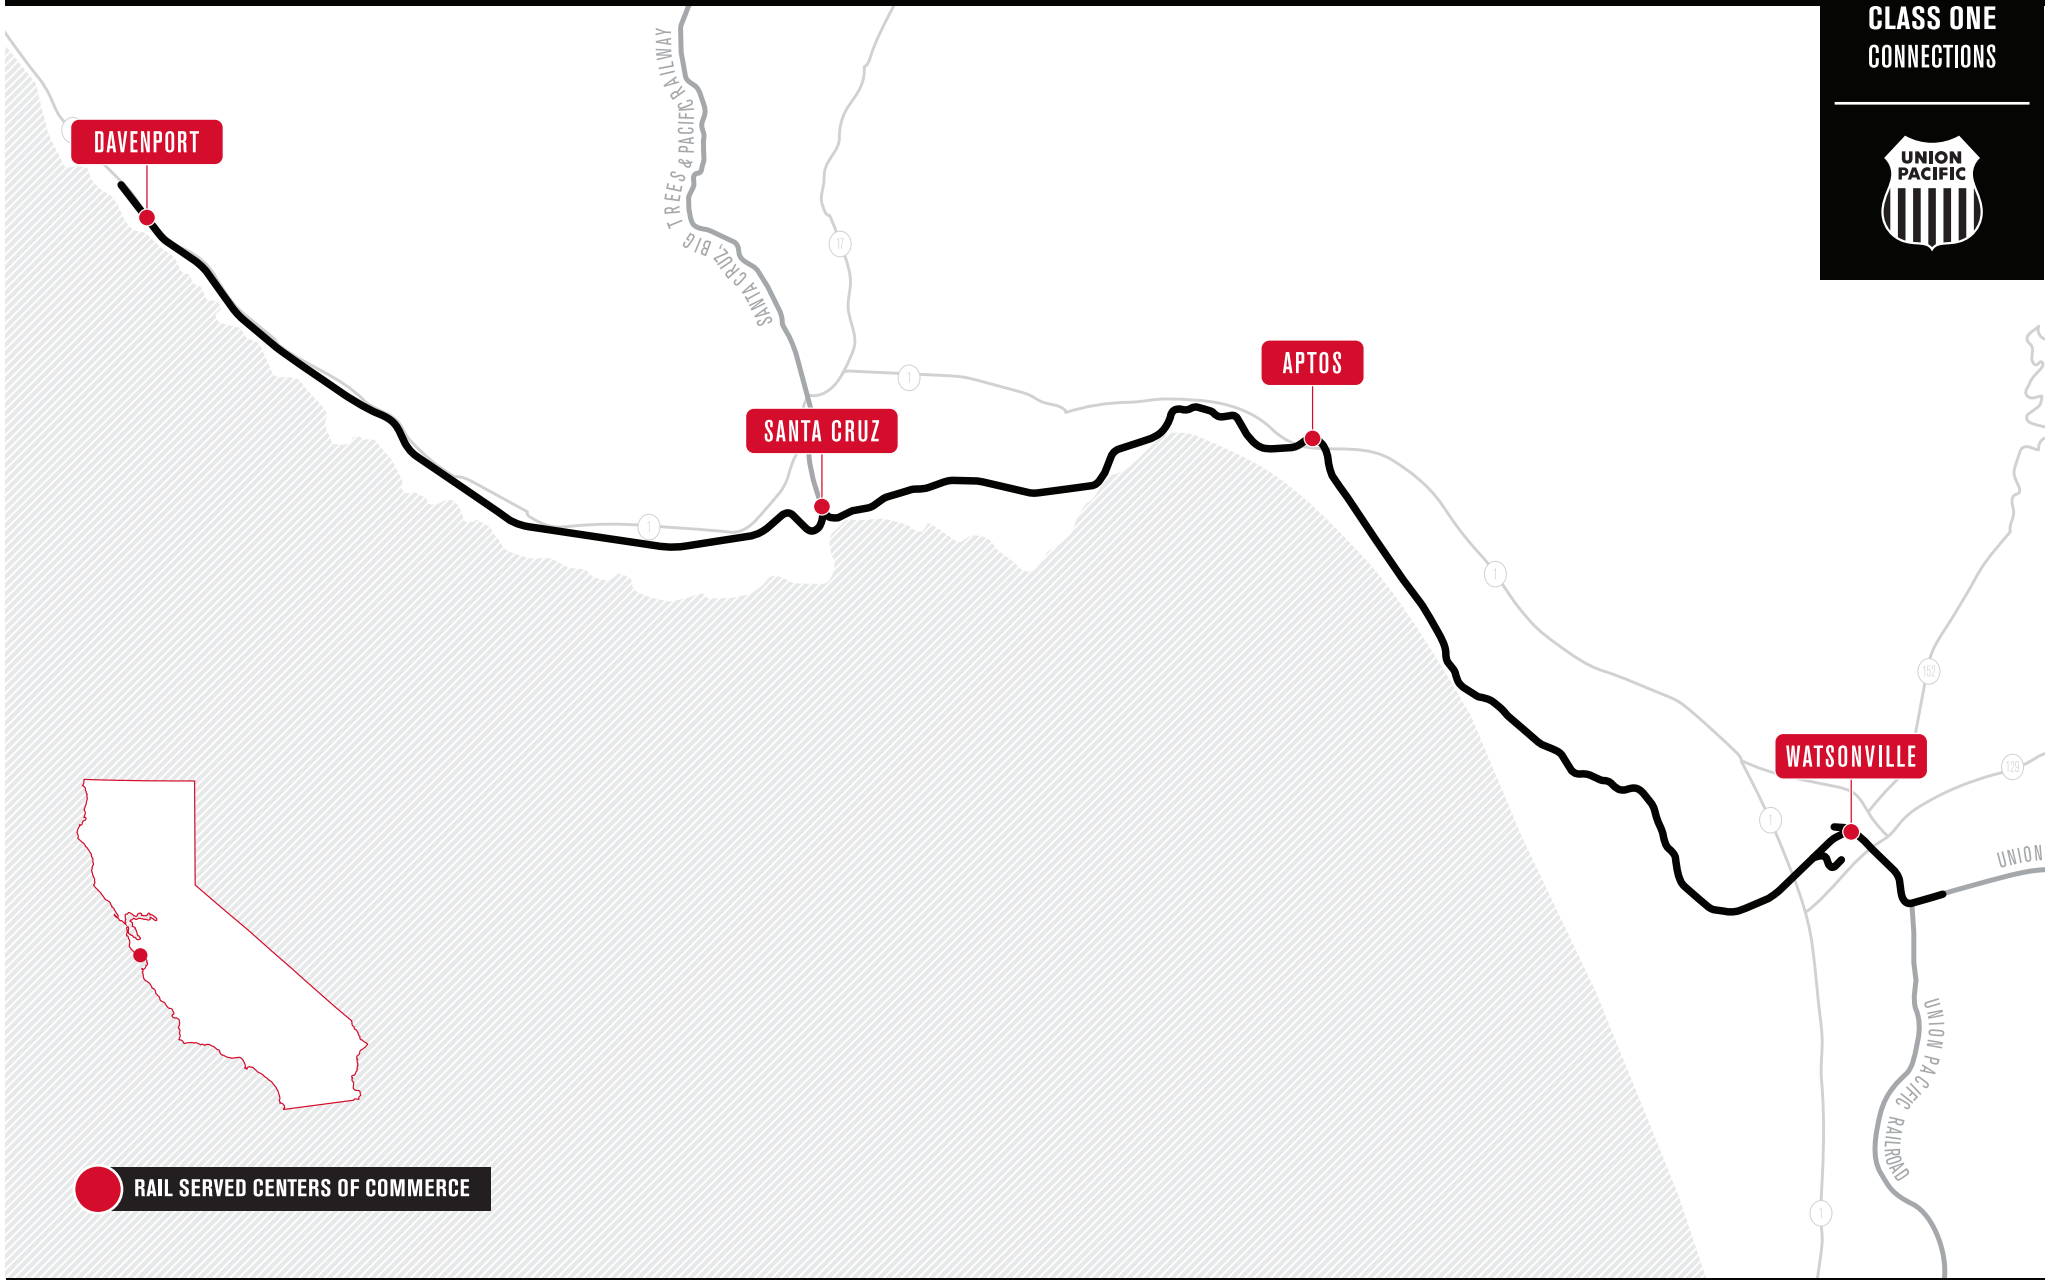 CLASS ONE
CONNECTIONS
UNION
PACIFIC
SANTA CRUZ, BIG TREES & PACIFIC RAILWAY
DAVENPORT
17
APTOS
1
SANTA CRUZ
1
1
152
WATSONVILLE
129
1
UNION
UNION PACIFIC RAILROAD
RAIL SERVED CENTERS OF COMMERCE
1